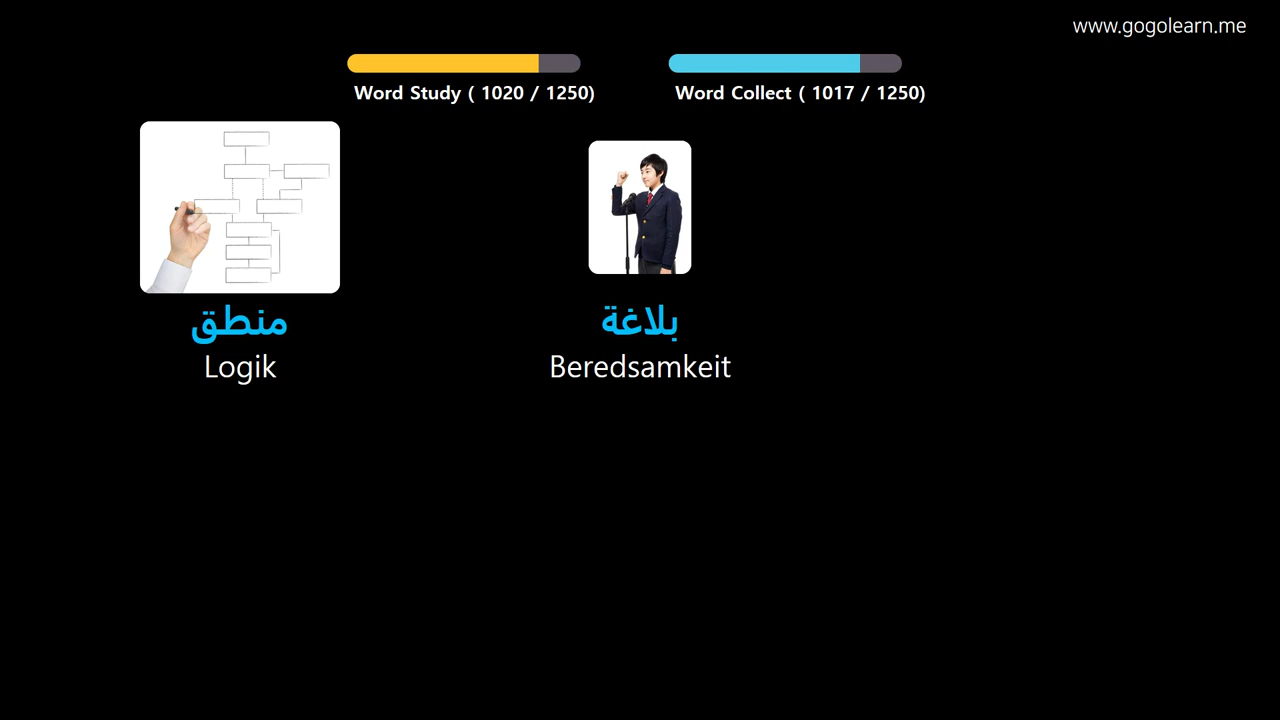 www.gogolearn.me
Word Study ( 1020 / 1250)
Word Collect ( 1017 / 1250)
منطق
Logik
بلاغة
Beredsamkeit